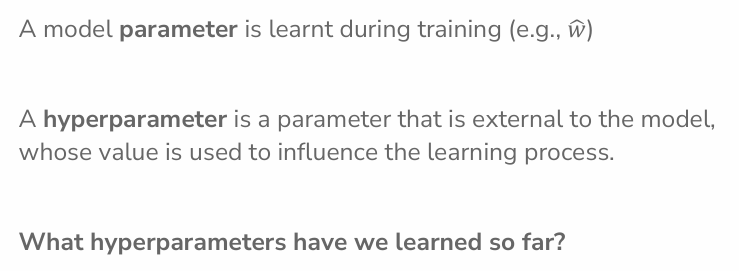 A model parameter is learnt during training (e.g., ŵ)
A hyperparameter is a parameter that is external to the model,
whose value is used to influence the learning process.
What hyperparameters have we learned so far?